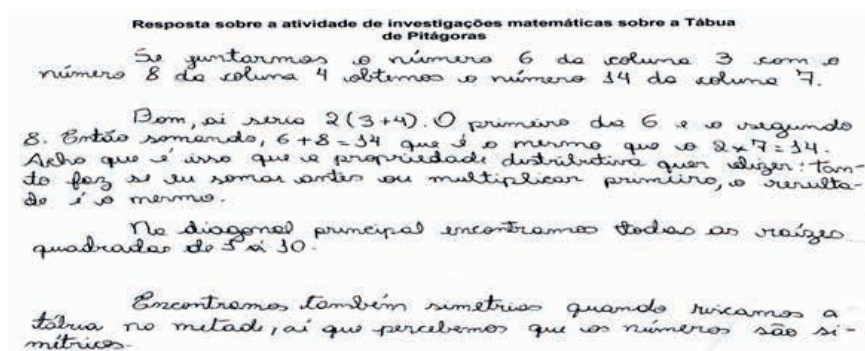 Resposta sobre a atividade de investigações matemáticas sobre a Tábua
de Pitágoras
Se juntarmos o número 6 da coluna 3 com o
número 8 da coluna 4 obtemos o número 14 da coluna 7.
Bom, ai seria 2(3+4). O primeiro da 6 e o segundo
8. Então somando, 6+8=14 que é o mesmo que o 2x7=14.
Acho que é isso que a propriedade distributiva quer dizer: tan-
to faz se eu somar antes ou multiplicar primeiro, o resulta-
do é o mesmo.
Na diagonal principal encontramos todas as raízes
quadradas de 1 a 10.
Encontramos também simetrias quando riscamos a
tábua na metade, aí que percebemos que os números são si-
métricos.